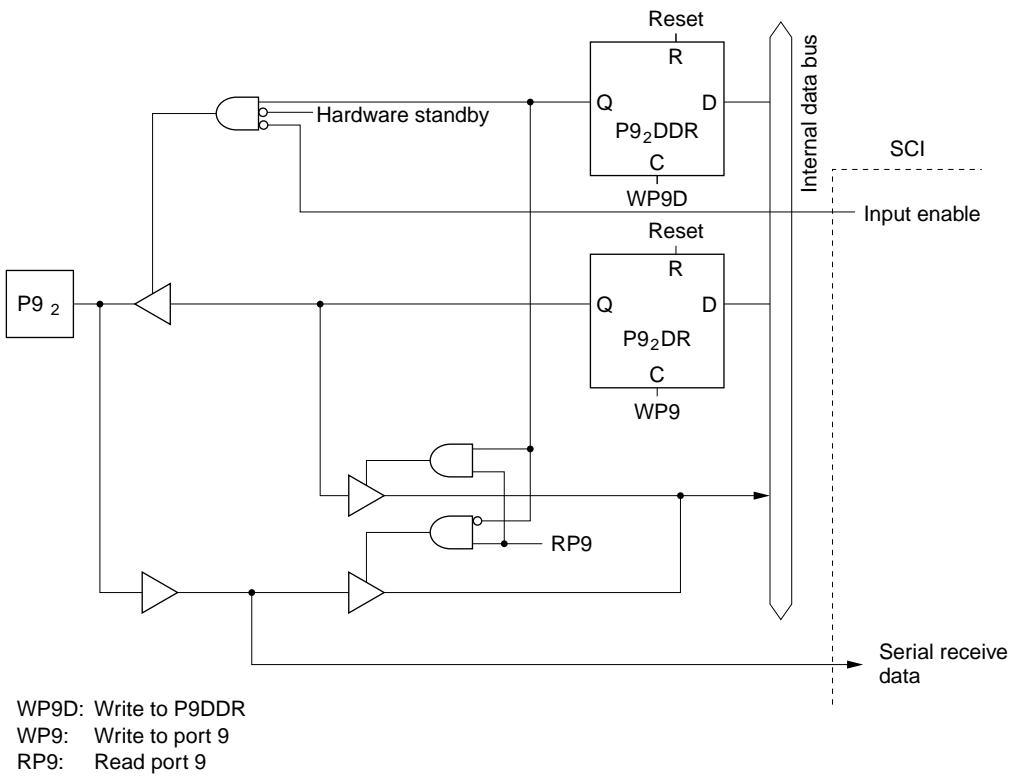 Reset
R
Q
D
P9₂DDR
C
WP9D
Hardware standby
Internal data bus
SCI
Input enable
Reset
R
Q
D
P9₂DR
C
WP9
P9 ₂
RP9
Serial receive
data
WP9D: Write to P9DDR
WP9: Write to port 9
RP9: Read port 9